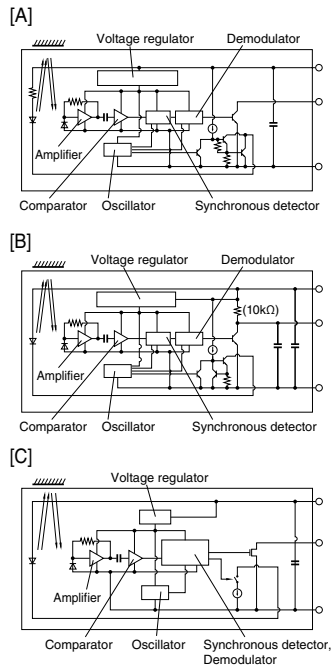 [A]
Voltage regulator
Demodulator
Amplifier
Comparator
Oscillator
Synchronous detector
[B]
Voltage regulator
Demodulator
(10kΩ)
Amplifier
Comparator
Oscillator
Synchronous detector
[C]
Voltage regulator
Amplifier
Comparator
Oscillator
Synchronous detector,
Demodulator